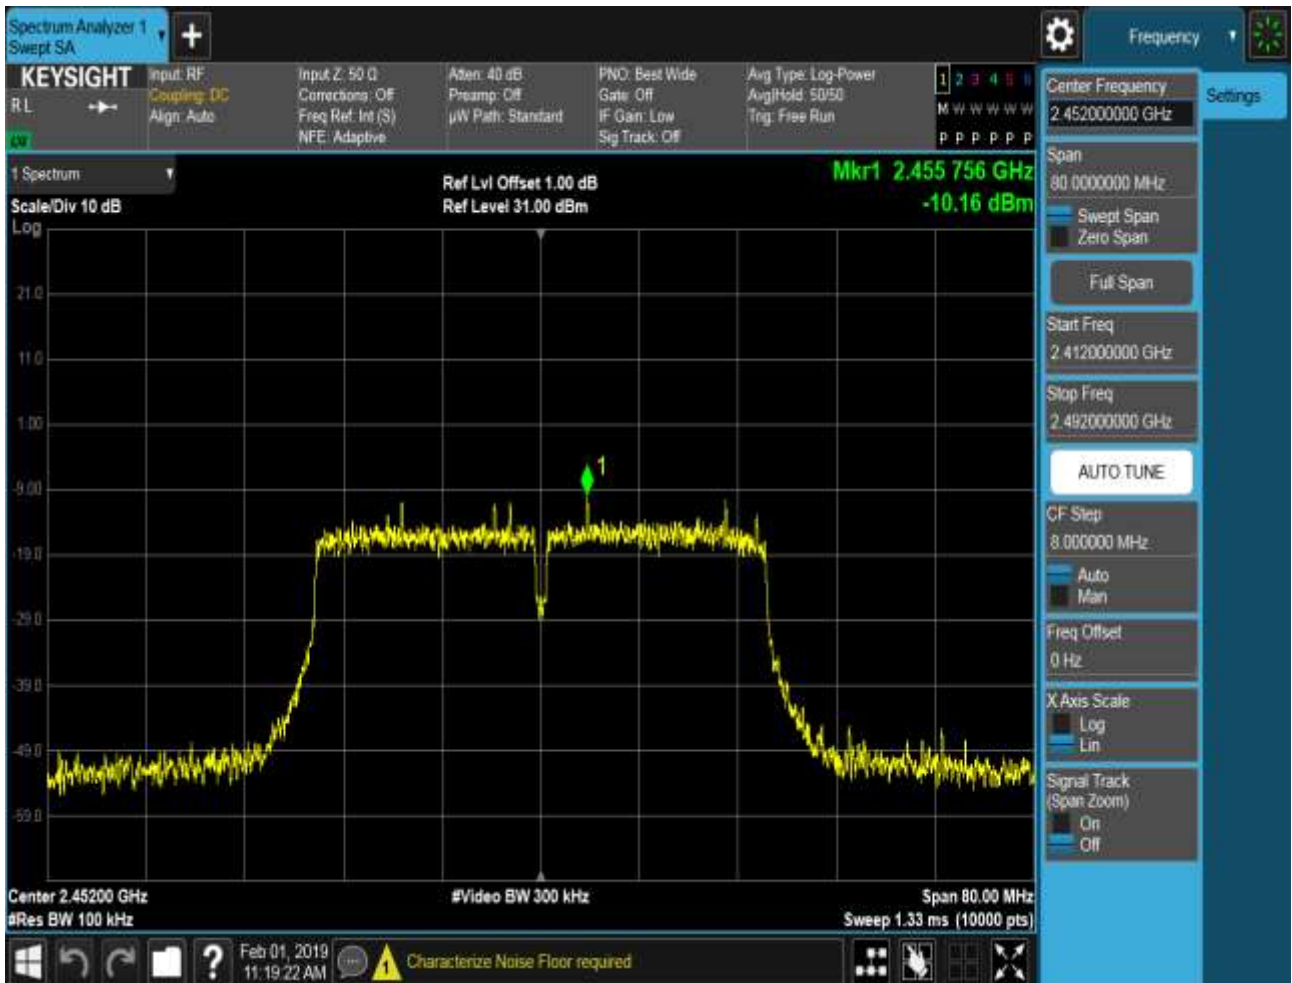 Spectrum Analyzer 1
Swept SA
+
Frequency
KEYSIGHT
R L
Input: RF
Coupling: DC
Align: Auto
Input Z: 50 Ω
Corrections: Off
Freq Ref: Int (S)
NFE: Adaptive
Atten: 40 dB
Preamp: Off
µW Path: Standard
PNO: Best Wide
Gate: Off
IF Gain: Low
Sig Track: Off
Avg Type: Log-Power
Avg|Hold: 50/50
Trig: Free Run
1 2 3 4 5 6
M W W W W W
P P P P P P
1 Spectrum
Scale/Div 10 dB
Log
Ref Lvl Offset 1.00 dB
Ref Level 31.00 dBm
Mkr1 2.455 756 GHz
-10.16 dBm
21.0
11.0
1.00
-9.00
-19.0
-29.0
-39.0
-49.0
-59.0
1
Center 2.45200 GHz
#Res BW 100 kHz
#Video BW 300 kHz
Span 80.00 MHz
Sweep 1.33 ms (10000 pts)
?
Feb 01, 2019
11:19:22 AM
1
Characterize Noise Floor required
Center Frequency
2.452000000 GHz
Settings
Span
80.0000000 MHz
Swept Span
Zero Span
Full Span
Start Freq
2.412000000 GHz
Stop Freq
2.492000000 GHz
AUTO TUNE
CF Step
8.000000 MHz
Auto
Man
Freq Offset
0 Hz
X Axis Scale
Log
Lin
Signal Track
(Span Zoom)
On
Off